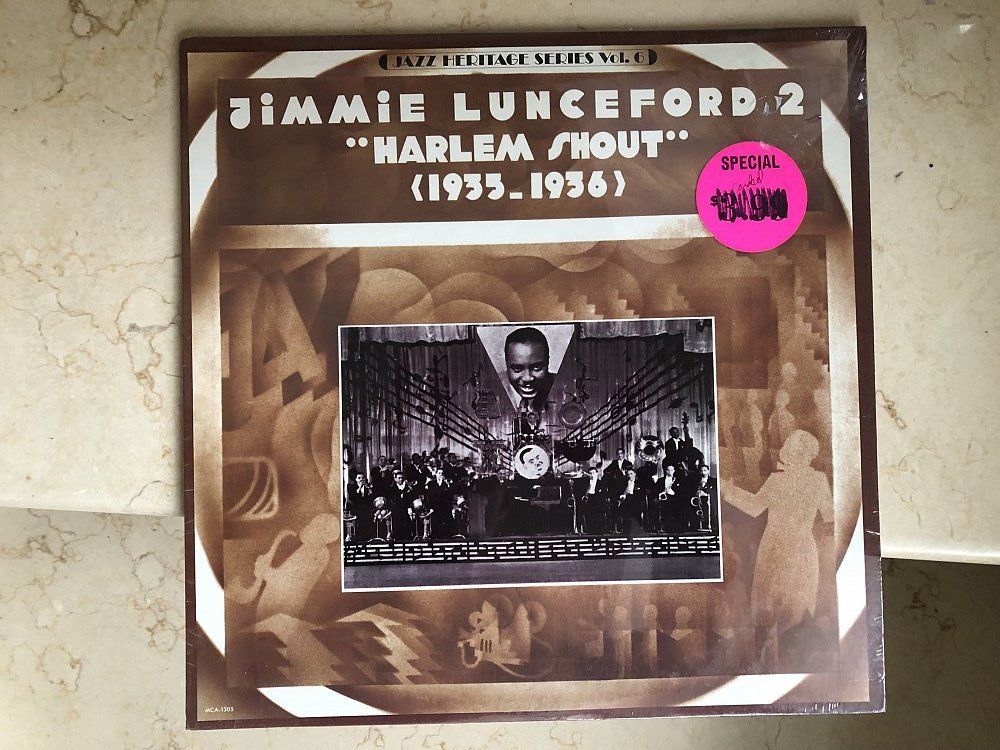 JAZZ HERITAGE SERIES Vol. 6
JiMMiE LUNCEFORD 2
"HARLEM SHOUT"
(1935-1936)
SPECIAL
MCA-1305